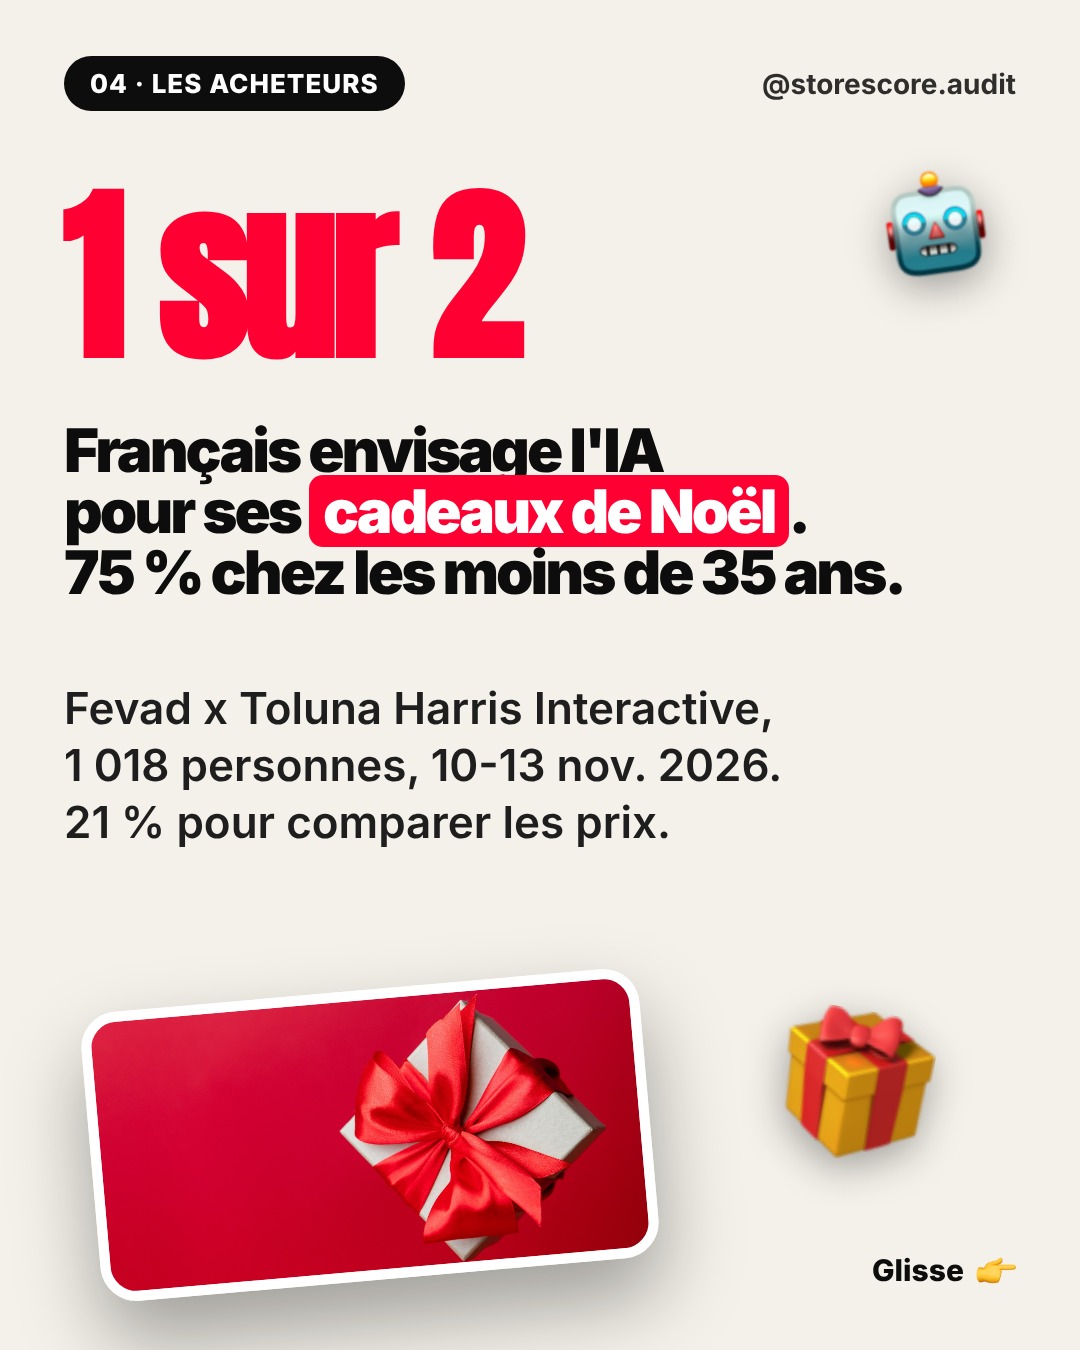 04 · LES ACHETEURS
@storescore.audit
1 sur 2
Français envisage l'IA
pour ses cadeaux de Noël.
75 % chez les moins de 35 ans.
Fevad x Toluna Harris Interactive,
1 018 personnes, 10-13 nov. 2026.
21 % pour comparer les prix.
Glisse 👉